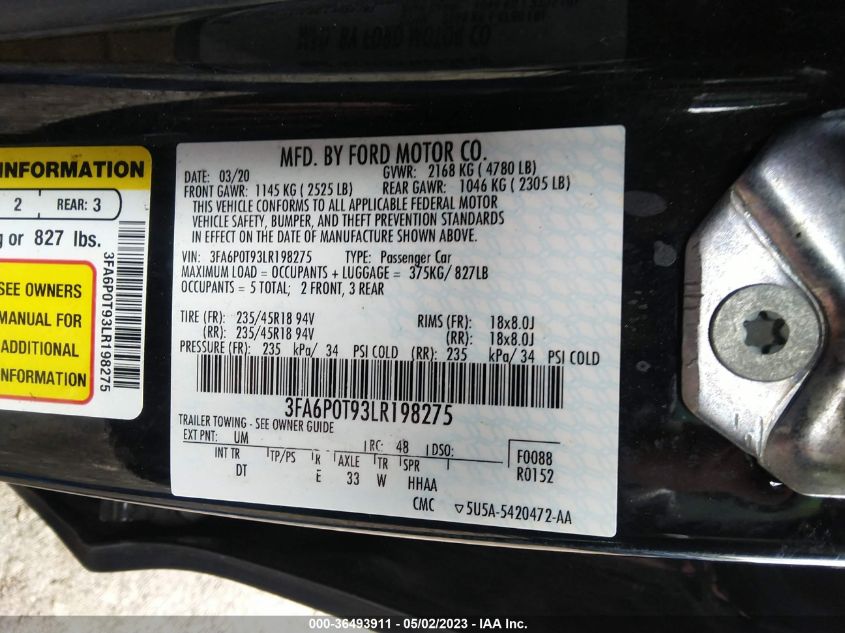 MFD. BY FORD MOTOR CO.
DATE: 03/20 GVWR: 2168 KG ( 4780 LB)
FRONT GAWR: 1145 KG ( 2525 LB) REAR GAWR: 1046 KG ( 2305 LB)
THIS VEHICLE CONFORMS TO ALL APPLICABLE FEDERAL MOTOR
VEHICLE SAFETY, BUMPER, AND THEFT PREVENTION STANDARDS
IN EFFECT ON THE DATE OF MANUFACTURE SHOWN ABOVE.
VIN: 3FA6P0T93LR198275 TYPE: Passenger Car
MAXIMUM LOAD = OCCUPANTS + LUGGAGE = 375KG/ 827LB
OCCUPANTS = 5 TOTAL; 2 FRONT, 3 REAR
TIRE (FR): 235/45R18 94V RIMS (FR): 18x8.0J
(RR): 235/45R18 94V (RR): 18x8.0J
PRESSURE (FR): 235 kPa/ 34 PSI COLD (RR): 235 kPa/ 34 PSI COLD
3FA6P0T93LR198275
TRAILER TOWING - SEE OWNER GUIDE
EXT PNT: UM RC: 48 DSO: F0088
INT TR TP/PS R AXLE TR SPR R0152
DT E 33 W HHAA
CMC 5U5A-5420472-AA
INFORMATION
2 REAR: 3
g or 827 lbs.
SEE OWNERS
MANUAL FOR
ADDITIONAL
INFORMATION
3FA6P0T93LR198275
000-36493911 - 05/02/2023 - IAA Inc.